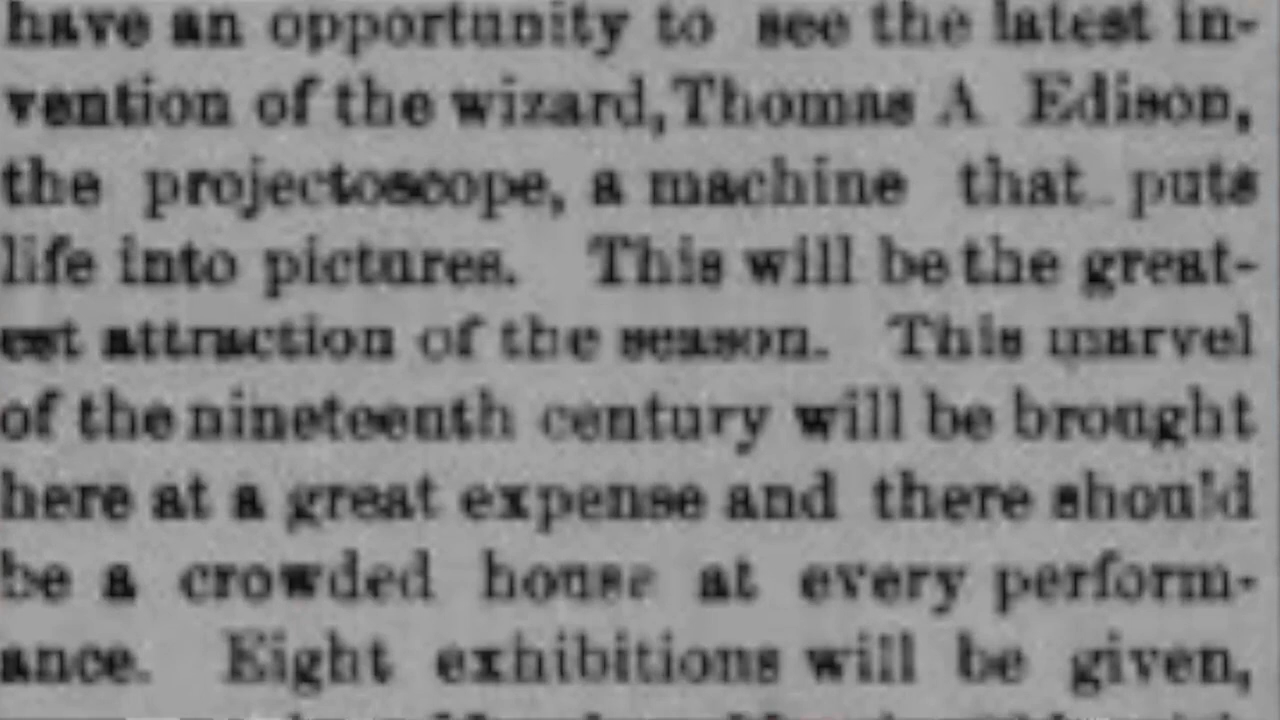 have an opportunity to see the latest in-
vention of the wizard, Thomas A Edison,
the projectoscope, a machine that puts
life into pictures. This will be the great-
est attraction of the season. This marvel
of the nineteenth century will be brought
here at a great expense and there should
be a crowded house at every perform-
ance. Eight exhibitions will be given,